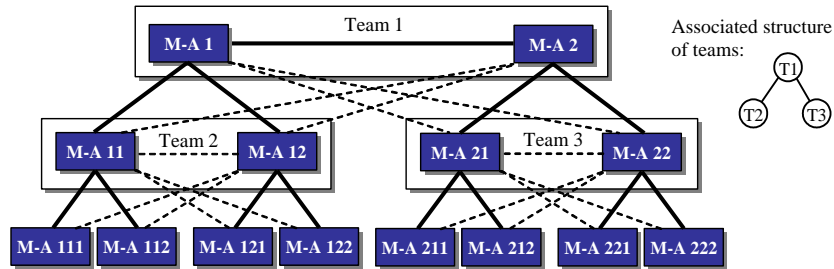 Team 1
M-A 1
M-A 2
Associated structure
of teams:
T1
T2
T3
Team 2
M-A 11
M-A 12
Team 3
M-A 21
M-A 22
M-A 111
M-A 112
M-A 121
M-A 122
M-A 211
M-A 212
M-A 221
M-A 222